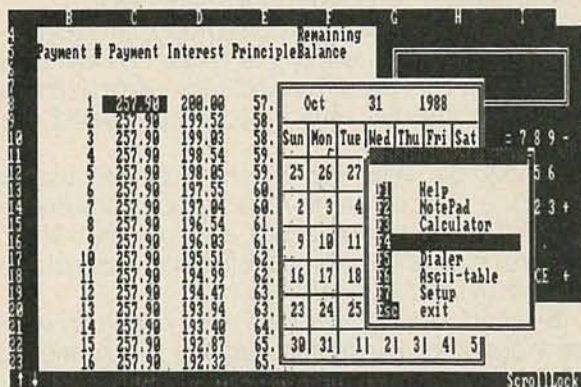 B C D E F G H I
Remaining
Payment # Payment Interest PrincipleBalance
1 257.90 200.00 57.
2 257.90 199.52 58.
3 257.90 199.03 58.
4 257.90 198.54 59.
5 257.90 198.05 59.
6 257.90 197.55 60.
7 257.90 197.04 60.
8 257.90 196.54 61.
9 257.90 196.03 61.
10 257.90 195.51 62.
11 257.90 194.99 62.
12 257.90 194.47 63.
13 257.90 193.94 63.
14 257.90 193.40 64.
15 257.90 192.87 65.
16 257.90 192.32 65.
Oct 31 1988
Sun Mon Tue Wed Thu Fri Sat
25 26 27
2 3 4
9 10 11
16 17 18
23 24 25
30 31 1 2 3 4 5
F1 Help
F2 NotePad
F3 Calculator
F4
F5 Dialer
F6 Ascii-table
F7 Setup
Esc exit
= 7 8 9 -
5 6
2 3 +
CE +
ScrollLock